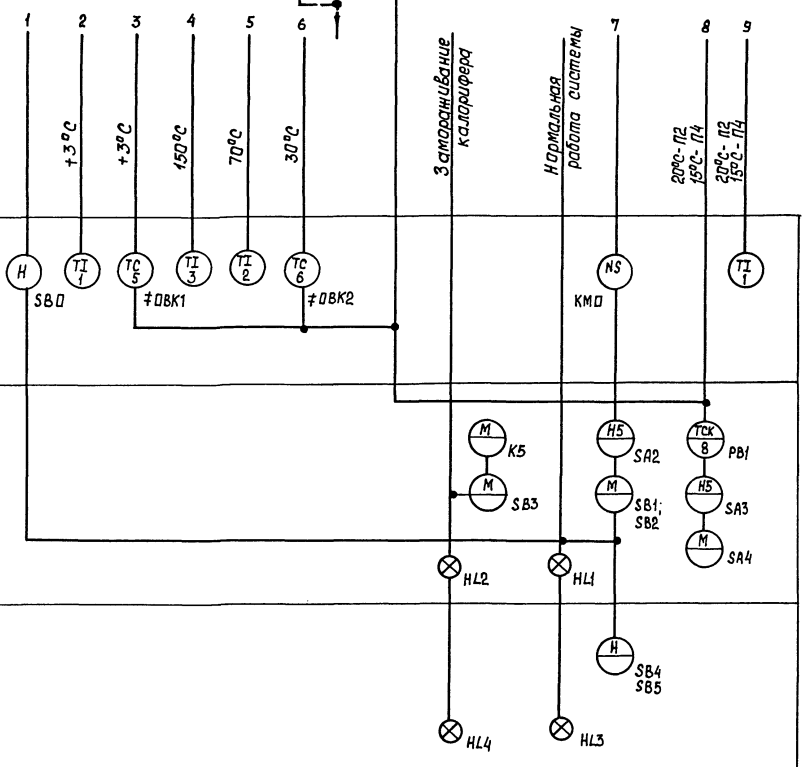 1 2 3 4 5 6 7 8 9
+3°С
+3°С
150°С
70°С
30°С
Замораживание
калорифера
Нормальная
работа системы
20°С-П2
15°С-П4
20°С-П2
15°С-П4
H
SB0
TI
1
TC
5
≠0BK1
TI
3
TI
2
TC
6
≠0BK2
NS
KM0
TI
1
M
K5
M
SB3
H5
SA2
M
SB1;
SB2
TCK
8
PB1
H5
SA3
M
SA4
HL2
HL1
H
SB4
SB5
HL4
HL3